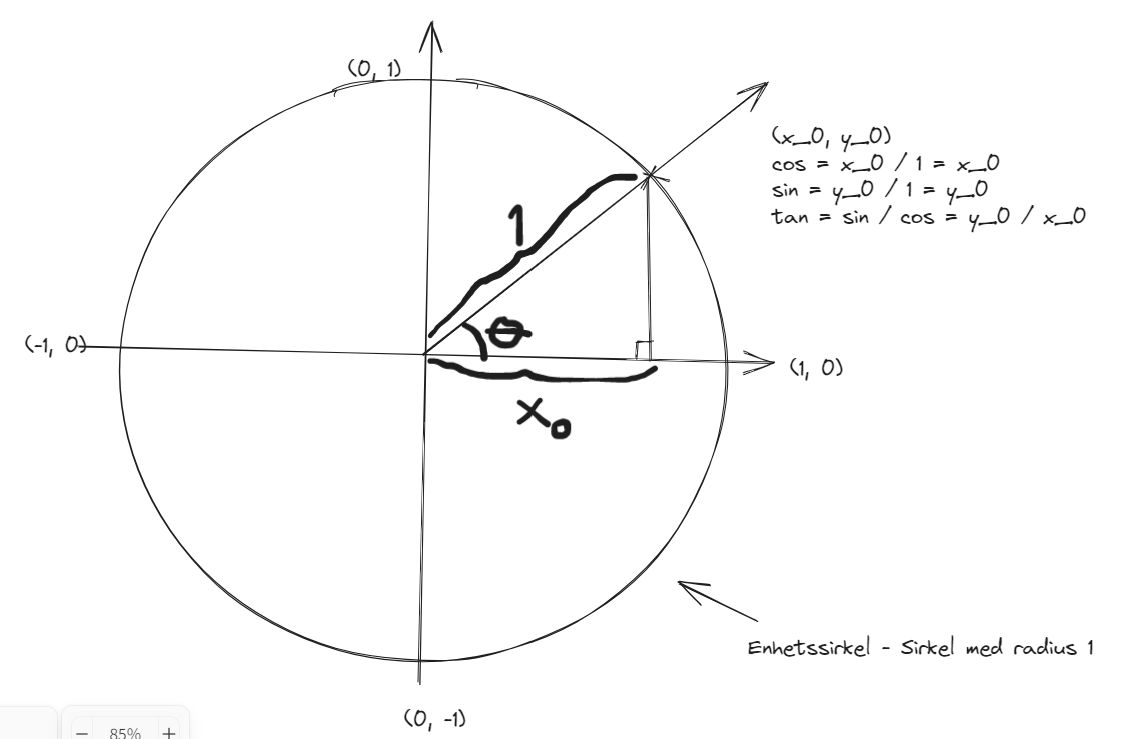 (0, 1)
(x_0, y_0)
cos = x_0 / 1 = x_0
sin = y_0 / 1 = y_0
tan = sin / cos = y_0 / x_0
1
θ
(-1, 0)
(1, 0)
x₀
Enhetssirkel - Sirkel med radius 1
(0, -1)
− 85% +